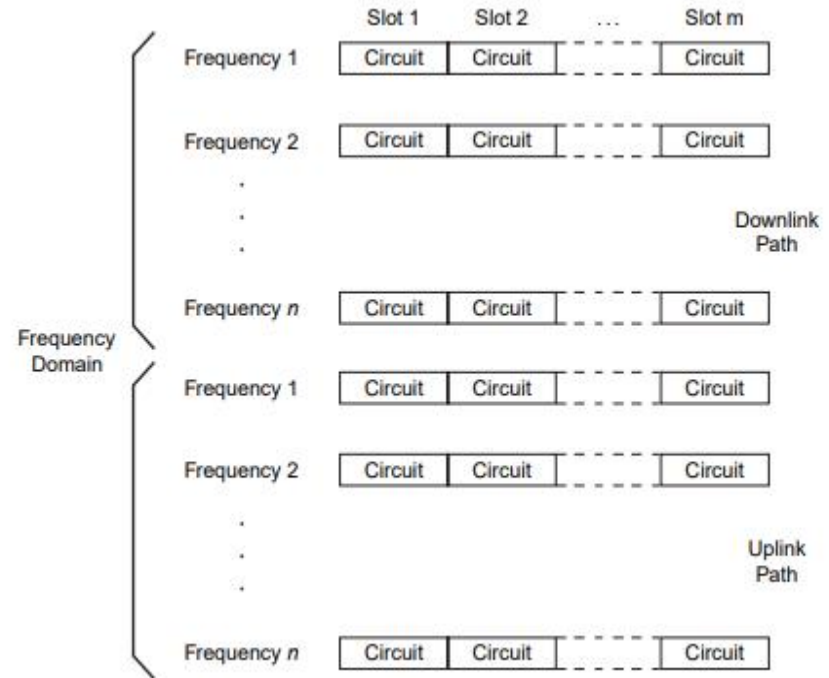 Slot 1 Slot 2 ... Slot m
Frequency 1 Circuit Circuit Circuit
Frequency 2 Circuit Circuit Circuit
.
.
.
Downlink
Path
Frequency n Circuit Circuit Circuit
Frequency
Domain
Frequency 1 Circuit Circuit Circuit
Frequency 2 Circuit Circuit Circuit
.
.
.
Uplink
Path
Frequency n Circuit Circuit Circuit